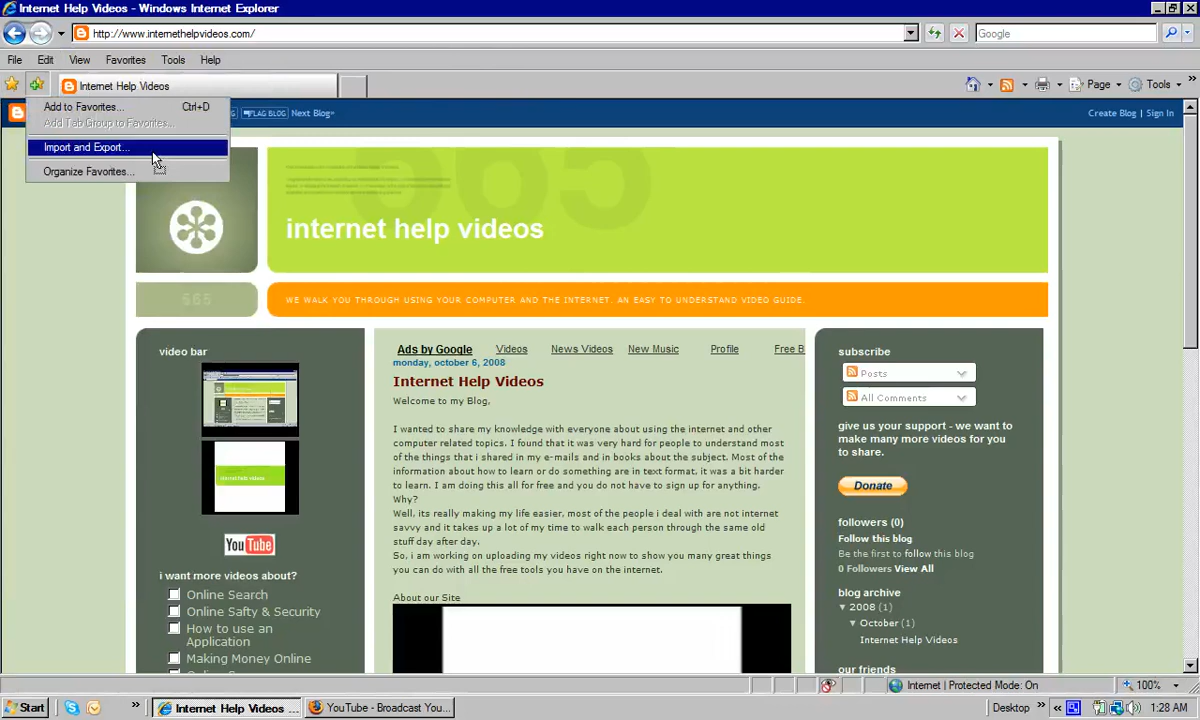 Internet Help Videos - Windows Internet Explorer
http://www.internethelpvideos.com/
Google
File Edit View Favorites Tools Help
Internet Help Videos
Page Tools »
Add to Favorites... Ctrl+D
Add Tab Group to Favorites...
Import and Export...
Organize Favorites...
FLAG BLOG Next Blog»
Create Blog | Sign In
565
internet help videos
565
WE WALK YOU THROUGH USING YOUR COMPUTER AND THE INTERNET. AN EASY TO UNDERSTAND VIDEO GUIDE.
video bar
YouTube
i want more videos about?
Online Search
Online Safty & Security
How to use an
Application
Making Money Online
Ads by Google Videos News Videos New Music Profile Free B
monday, october 6, 2008
Internet Help Videos
Welcome to my Blog,
I wanted to share my knowledge with everyone about using the internet and other
computer related topics. I found that it was very hard for people to understand most
of the things that i shared in my e-mails and in books about the subject. Most of the
information about how to learn or do something are in text format, it was a bit harder
to learn. I am doing this all for free and you do not have to sign up for anything.
Why?
Well, its really making my life easier, most of the people i deal with are not internet
savvy and it takes up a lot of my time to walk each person through the same old
stuff day after day.
So, i am working on uploading my videos right now to show you many great things
you can do with all the free tools you have on the internet.
About our Site
subscribe
Posts
All Comments
give us your support - we want to
make many more videos for you
to share.
Donate
followers (0)
Follow this blog
Be the first to follow this blog
0 Followers View All
blog archive
▼ 2008 (1)
▼ October (1)
Internet Help Videos
our friends
Internet | Protected Mode: On 100%
Start » Internet Help Videos ... YouTube - Broadcast You... Desktop » « 1:28 AM